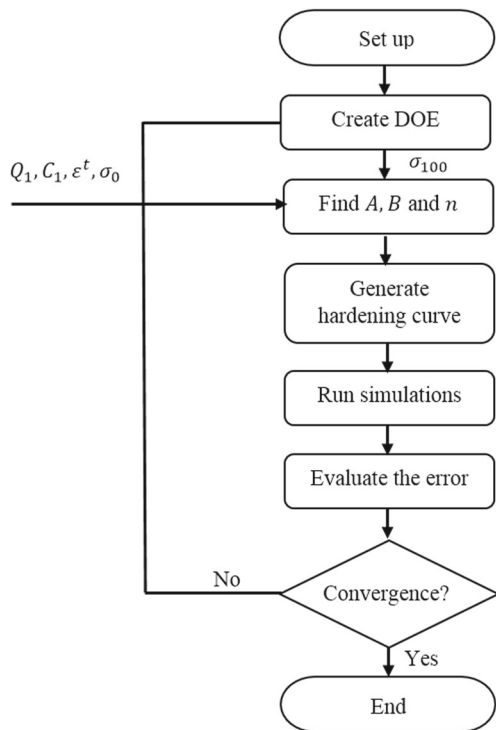 Set up
Create DOE
σ₁₀₀
Q₁, C₁, εᵗ, σ₀
Find A, B and n
Generate
hardening curve
Run simulations
Evaluate the error
No
Convergence?
Yes
End